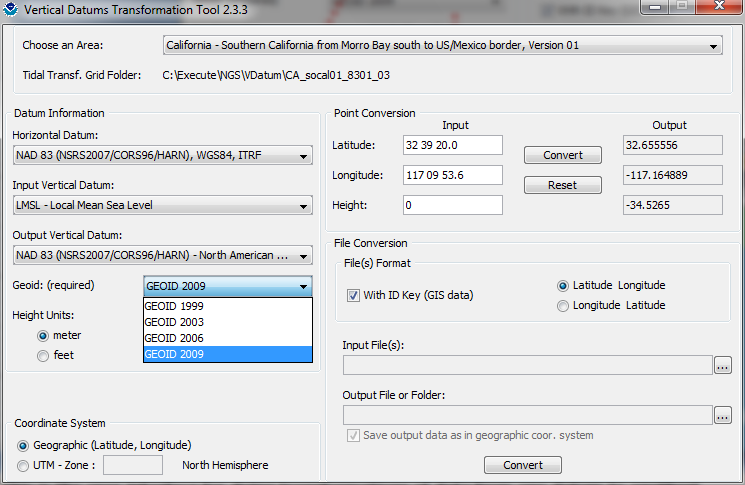 Vertical Datums Transformation Tool 2.3.3
Choose an Area: California - Southern California from Morro Bay south to US/Mexico border, Version 01
Tidal Transf. Grid Folder: C:\Execute\NGS\VDatum\CA_socal01_8301_03
Datum Information
Horizontal Datum:
NAD 83 (NSRS2007/CORS96/HARN), WGS84, ITRF
Input Vertical Datum:
LMSL - Local Mean Sea Level
Output Vertical Datum:
NAD 83 (NSRS2007/CORS96/HARN) - North American ...
Geoid: (required) GEOID 2009
GEOID 1999
GEOID 2003
GEOID 2006
GEOID 2009
Height Units:
meter
feet
Coordinate System
Geographic (Latitude, Longitude)
UTM - Zone : North Hemisphere
Point Conversion
Input Output
Latitude: 32 39 20.0 Convert 32.655556
Longitude: 117 09 53.6 Reset -117.164889
Height: 0 -34.5265
File Conversion
File(s) Format
With ID Key (GIS data)
Latitude Longitude
Longitude Latitude
Input File(s):
...
Output File or Folder:
...
Save output data as in geographic coor. system
Convert